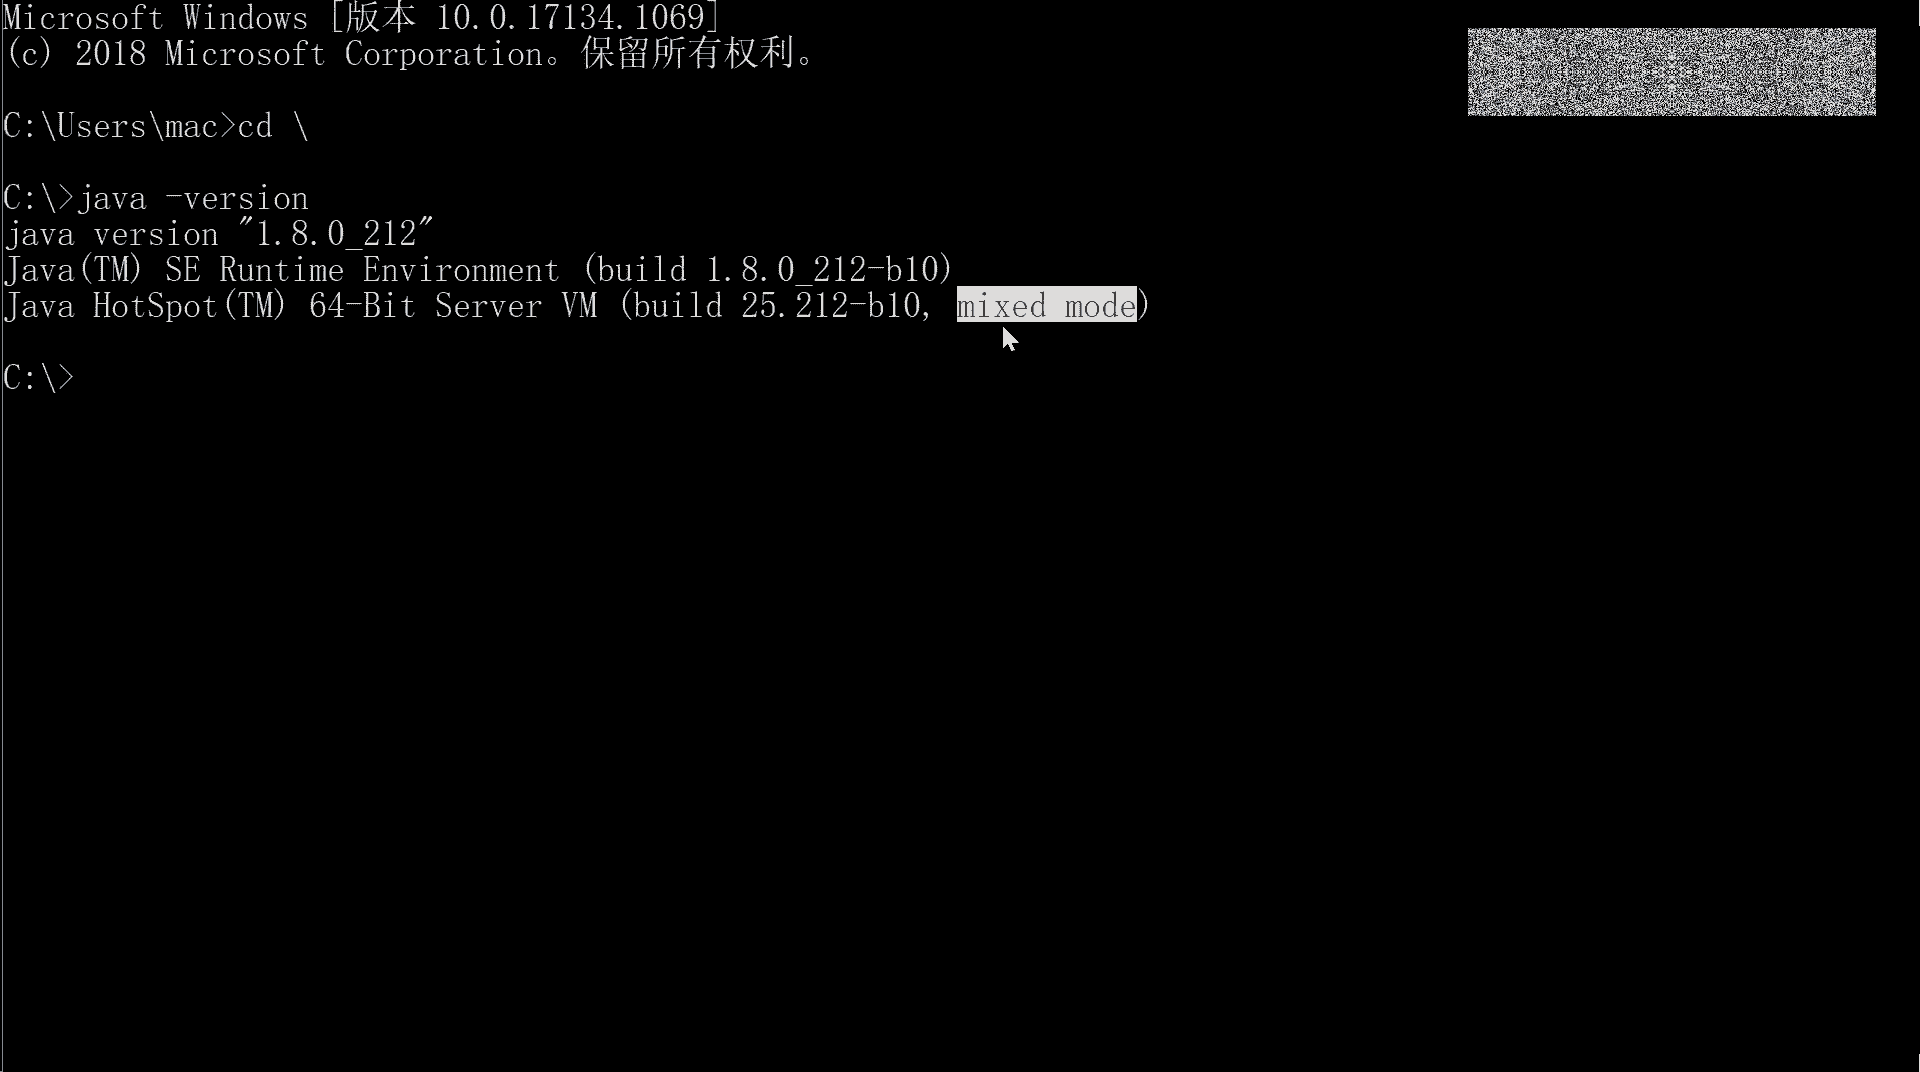 Microsoft Windows [版本 10.0.17134.1069]
(c) 2018 Microsoft Corporation。保留所有权利。
C:\Users\mac>cd \
C:\>java -version
java version "1.8.0_212"
Java(TM) SE Runtime Environment (build 1.8.0_212-b10)
Java HotSpot(TM) 64-Bit Server VM (build 25.212-b10, mixed mode)
C:\>